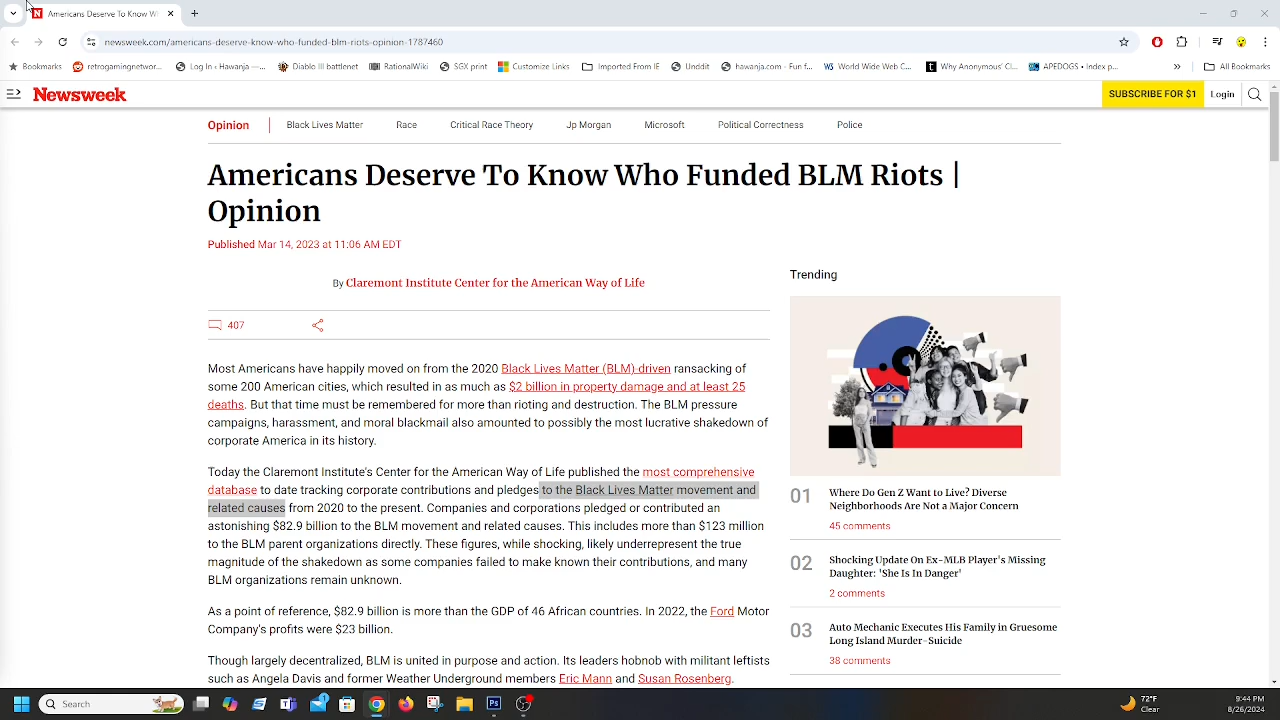 Americans Deserve To Know W
newsweek.com/americans-deserve-know-who-funded-blm-riots-opinion-1787460
Bookmarks
retrogamingnetwor...
Log In ‹ Hawanja —...
Diablo III battlenet
RationalWiki
SGX print
Customize Links
Imported From IE
Unddit
hawanja.com - Fun f...
World Wide Web C...
Why Anonymous' Cl...
APEDOGS • Index p...
»
All Bookmarks
Newsweek
SUBSCRIBE FOR $1
Login
Opinion
Black Lives Matter
Race
Critical Race Theory
Jp Morgan
Microsoft
Political Correctness
Police
Americans Deserve To Know Who Funded BLM Riots |
Opinion
Published Mar 14, 2023 at 11:06 AM EDT
By Claremont Institute Center for the American Way of Life
407
Most Americans have happily moved on from the 2020 Black Lives Matter (BLM) driven ransacking of
some 200 American cities, which resulted in as much as $2 billion in property damage and at least 25
deaths. But that time must be remembered for more than rioting and destruction. The BLM pressure
campaigns, harassment, and moral blackmail also amounted to possibly the most lucrative shakedown of
corporate America in its history.
Today the Claremont Institute's Center for the American Way of Life published the most comprehensive
database to date tracking corporate contributions and pledges to the Black Lives Matter movement and
related causes from 2020 to the present. Companies and corporations pledged or contributed an
astonishing $82.9 billion to the BLM movement and related causes. This includes more than $123 million
to the BLM parent organizations directly. These figures, while shocking, likely underrepresent the true
magnitude of the shakedown as some companies failed to make known their contributions, and many
BLM organizations remain unknown.
As a point of reference, $82.9 billion is more than the GDP of 46 African countries. In 2022, the Ford Motor
Company's profits were $23 billion.
Though largely decentralized, BLM is united in purpose and action. Its leaders hobnob with militant leftists
such as Angela Davis and former Weather Underground members Eric Mann and Susan Rosenberg.
Trending
01
Where Do Gen Z Want to Live? Diverse
Neighborhoods Are Not a Major Concern
45 comments
02
Shocking Update On Ex-MLB Player's Missing
Daughter: 'She Is In Danger'
2 comments
03
Auto Mechanic Executes His Family in Gruesome
Long Island Murder-Suicide
38 comments
Search
72°F
Clear
9:44 PM
8/26/2024